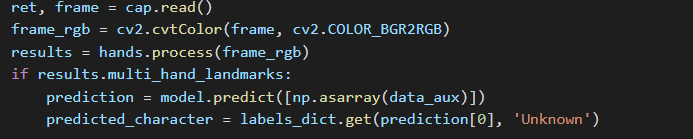 ret, frame = cap.read()
frame_rgb = cv2.cvtColor(frame, cv2.COLOR_BGR2RGB)
results = hands.process(frame_rgb)
if results.multi_hand_landmarks:
    prediction = model.predict([np.asarray(data_aux)])
    predicted_character = labels_dict.get(prediction[0], 'Unknown')